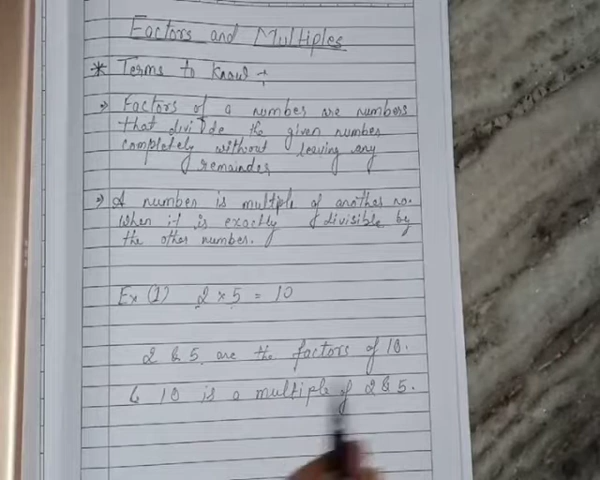 Factors and Multiples
* Terms to know :
→ Factors of a number are numbers
that divide the given number
completely without leaving any
remainder
→ A number is multiple of another no.
when it is exactly divisible by
the other number.
Ex (1) 2 × 5 = 10
2 & 5 are the factors of 10.
& 10 is a multiple of 2 & 5.